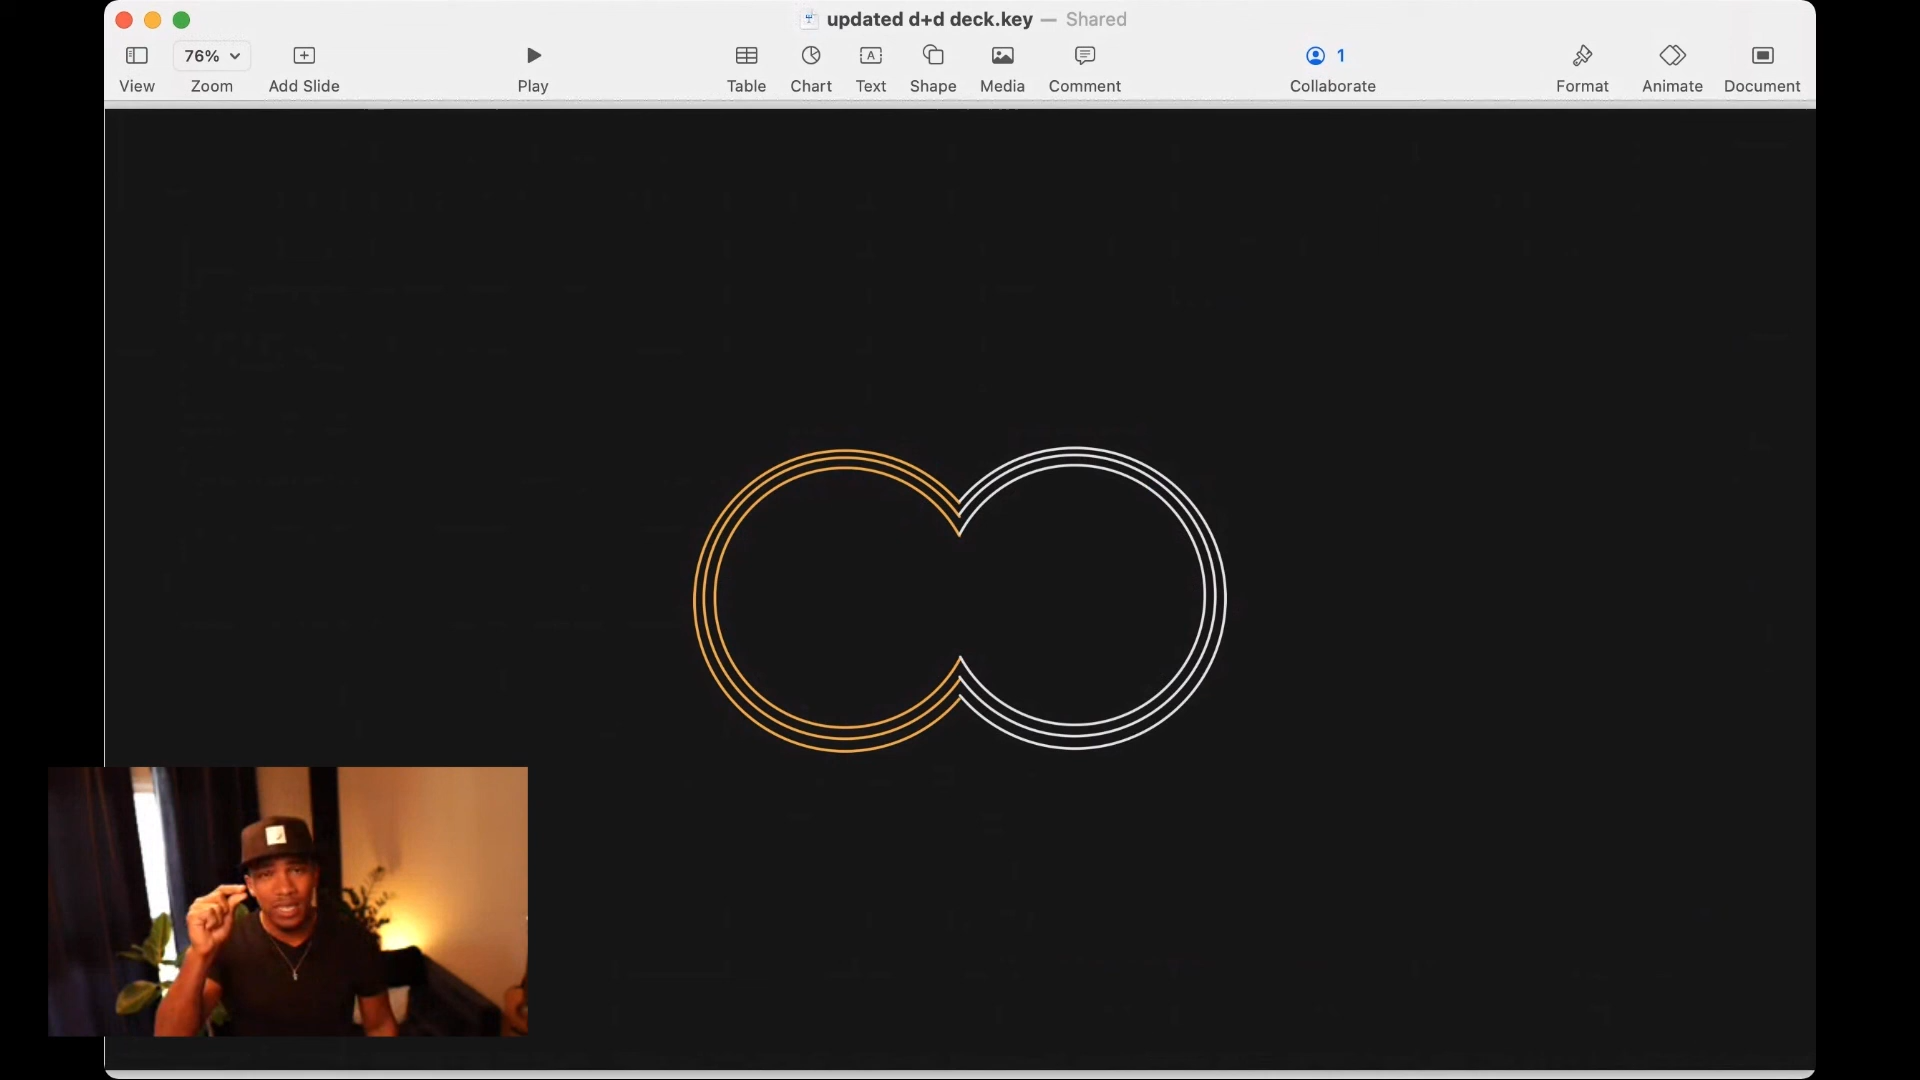 updated d+d deck.key — Shared
76%
1
View
Zoom
Add Slide
Play
Table
Chart
Text
Shape
Media
Comment
Collaborate
Format
Animate
Document